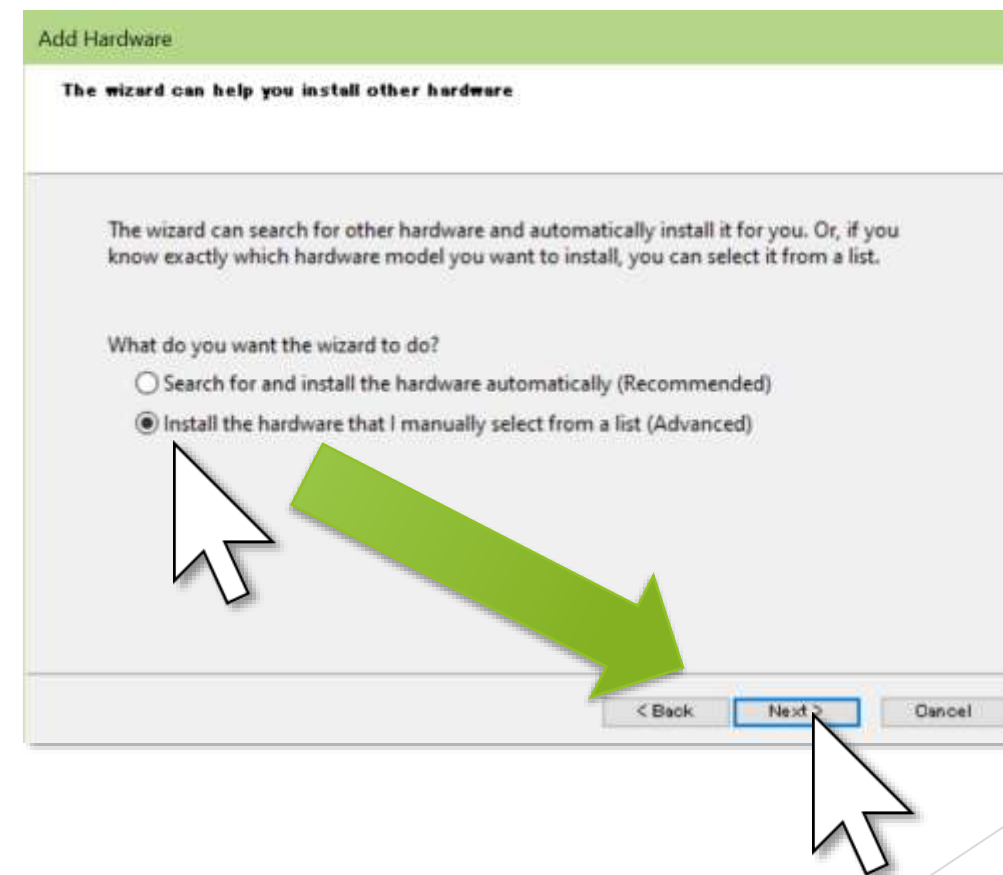 Add Hardware
The wizard can help you install other hardware
The wizard can search for other hardware and automatically install it for you. Or, if you
know exactly which hardware model you want to install, you can select it from a list.
What do you want the wizard to do?
Search for and install the hardware automatically (Recommended)
Install the hardware that I manually select from a list (Advanced)
< Back Next > Cancel